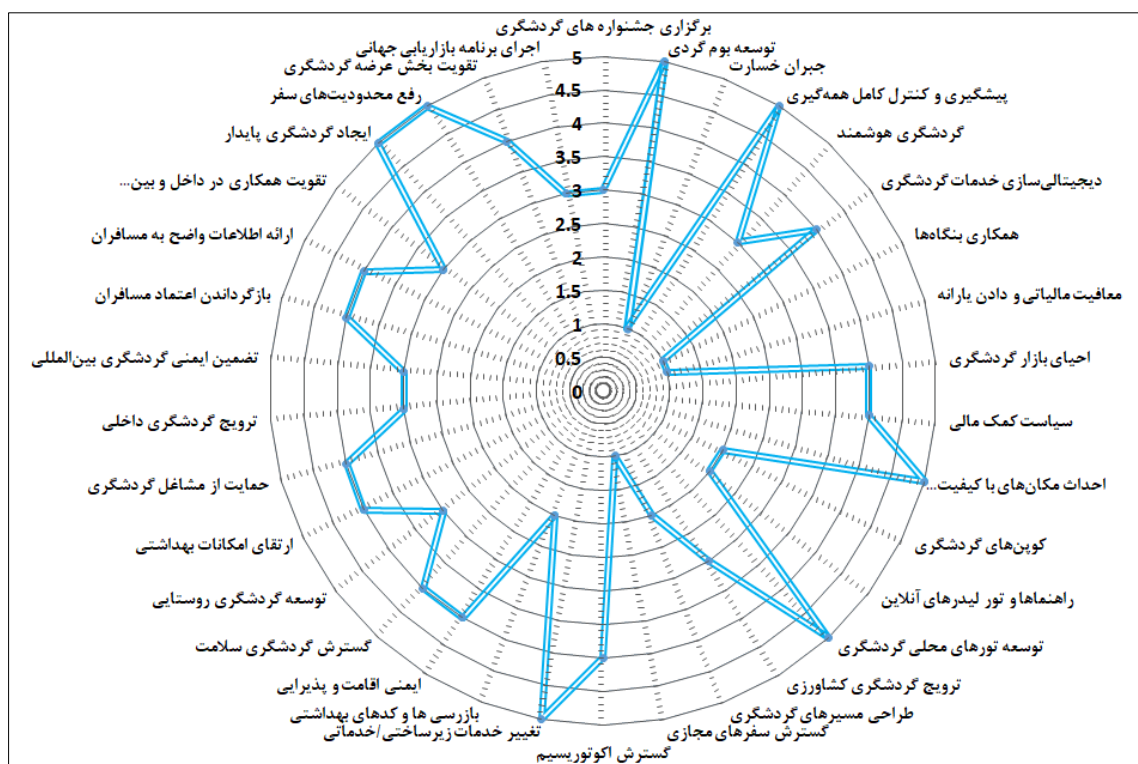 برگزاری جشنواره های گردشگری
توسعه بوم گردی
جبران خسارت
پیشگیری و کنترل کامل همه‌گیری
گردشگری هوشمند
دیجیتالی‌سازی خدمات گردشگری
همکاری بنگاه‌ها
معافیت مالیاتی و دادن یارانه
احیای بازار گردشگری
سیاست کمک مالی
احداث مکان‌های با کیفیت...
کوپن‌های گردشگری
راهنماها و تور لیدرهای آنلاین
توسعه تورهای محلی گردشگری
ترویج گردشگری کشاورزی
طراحی مسیرهای گردشگری
گسترش سفرهای مجازی
گسترش اکوتوریسیم
تغییر خدمات زیرساختی/خدماتی
بازرسی ها و کدهای بهداشتی
ایمنی اقامت و پذیرایی
گسترش گردشگری سلامت
توسعه گردشگری روستایی
ارتقای امکانات بهداشتی
حمایت از مشاغل گردشگری
ترویج گردشگری داخلی
تضمین ایمنی گردشگری بین‌المللی
بازگرداندن اعتماد مسافران
ارائه اطلاعات واضح به مسافران
تقویت همکاری در داخل و بین...
ایجاد گردشگری پایدار
رفع محدودیت‌های سفر
تقویت بخش عرضه گردشگری
اجرای برنامه بازاریابی جهانی
5
4.5
4
3.5
3
2.5
2
1.5
1
0.5
0